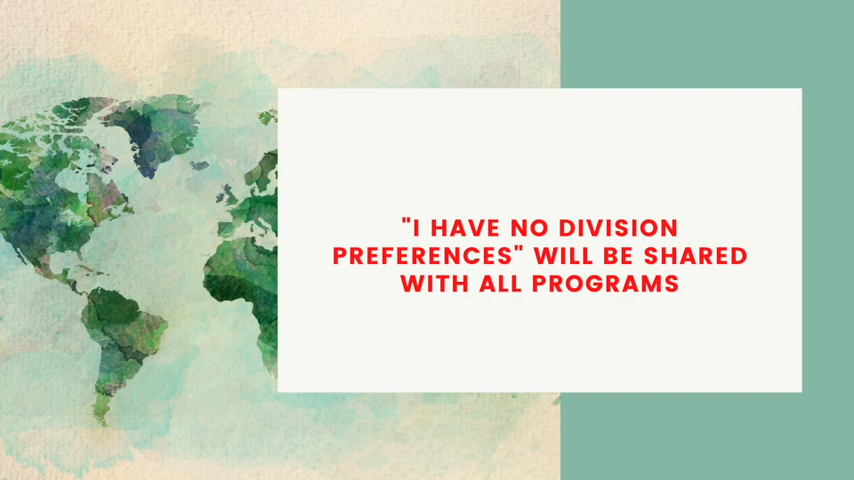 "I HAVE NO DIVISION
PREFERENCES" WILL BE SHARED
WITH ALL PROGRAMS